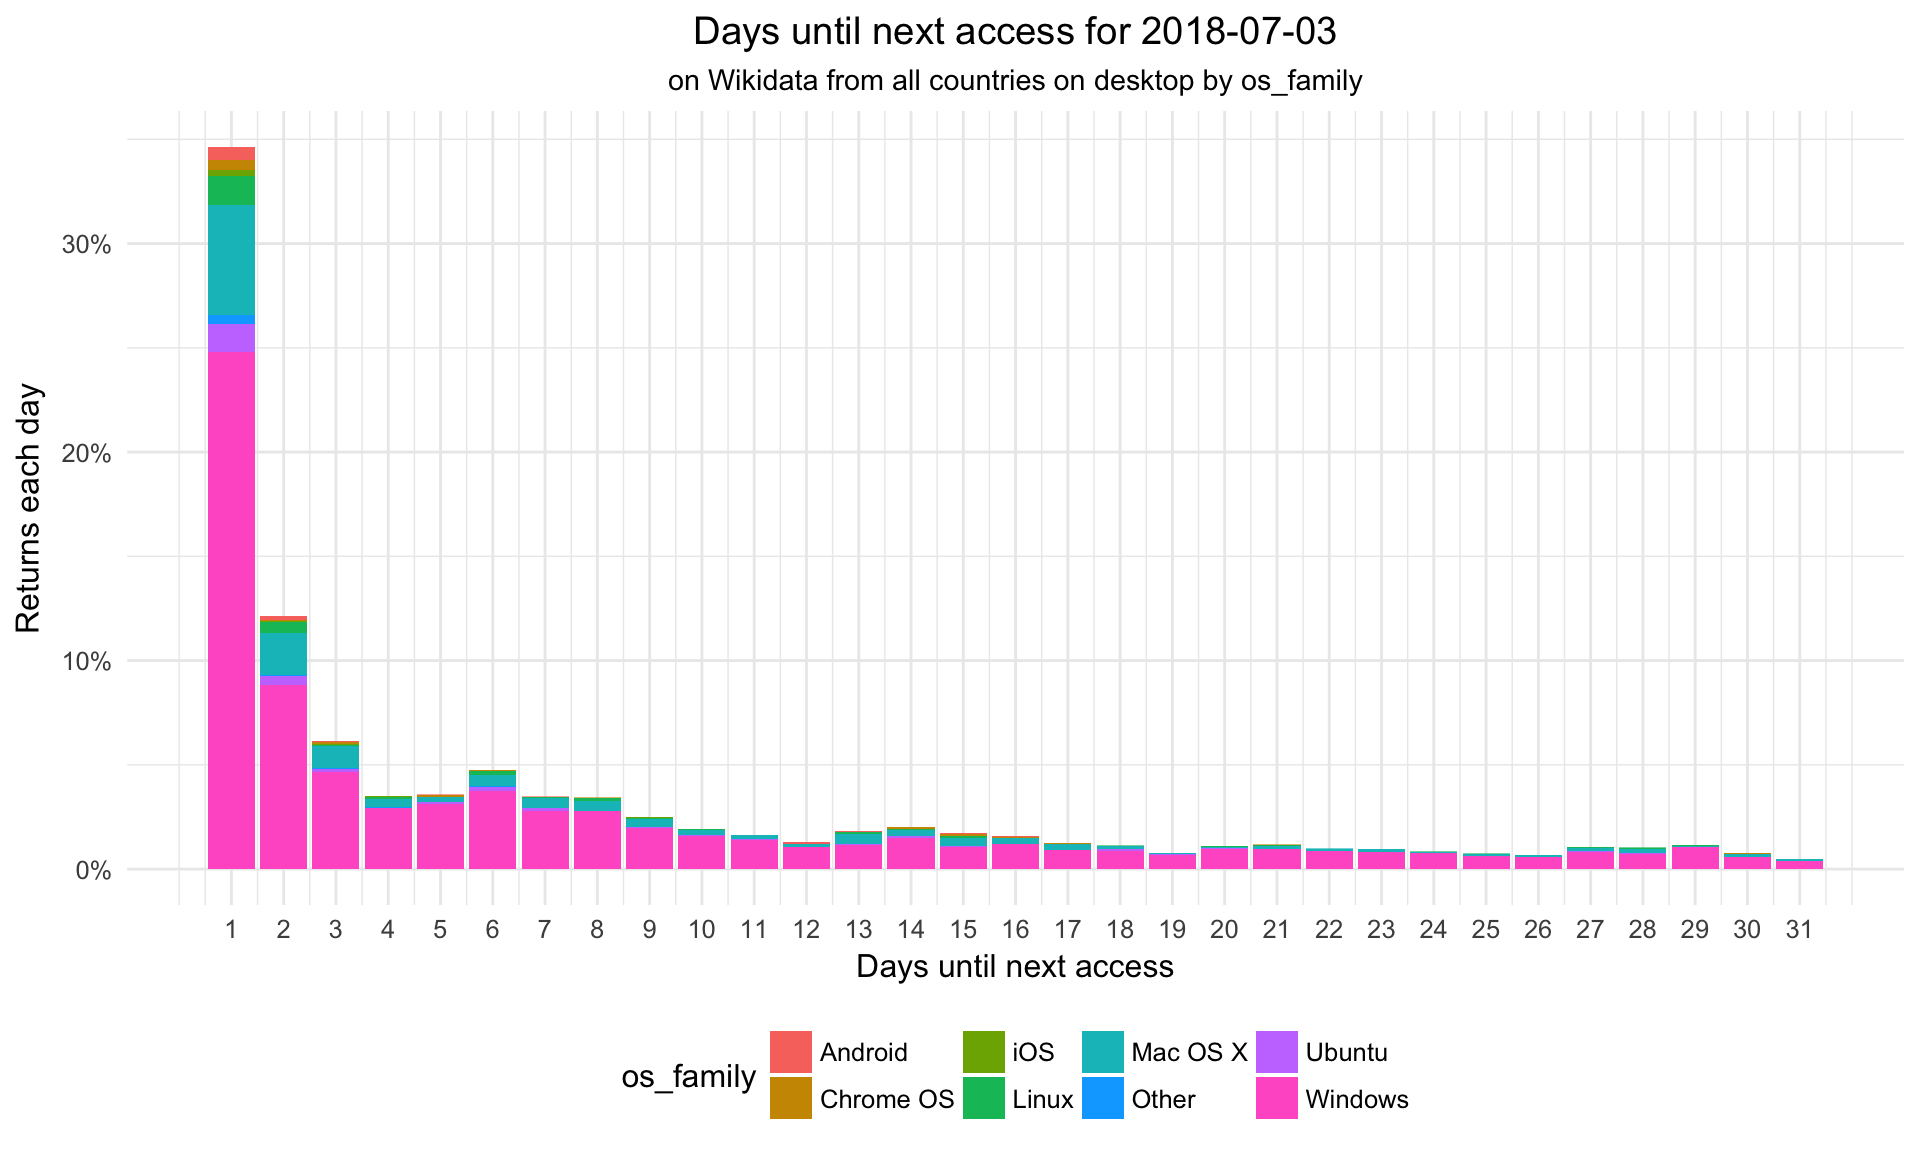 Days until next access for 2018-07-03
on Wikidata from all countries on desktop by os_family
Returns each day
30%
20%
10%
0%
1 2 3 4 5 6 7 8 9 10 11 12 13 14 15 16 17 18 19 20 21 22 23 24 25 26 27 28 29 30 31
Days until next access
os_family
Android iOS Mac OS X Ubuntu
Chrome OS Linux Other Windows